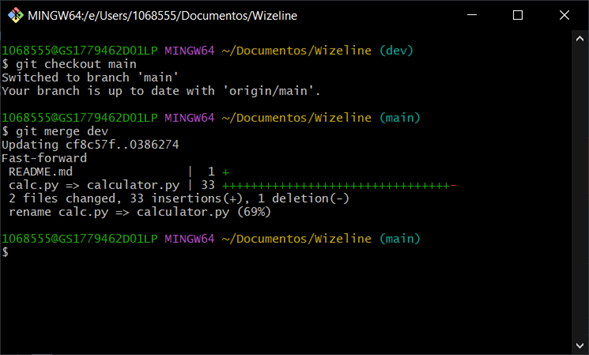 MINGW64:/e/Users/1068555/Documentos/Wizeline
1068555@GS1779462D01LP MINGW64 ~/Documentos/Wizeline (dev)
$ git checkout main
Switched to branch 'main'
Your branch is up to date with 'origin/main'.
1068555@GS1779462D01LP MINGW64 ~/Documentos/Wizeline (main)
$ git merge dev
Updating cf8c57f..0386274
Fast-forward
README.md | 1 +
calc.py => calculator.py | 33 ++++++++++++++++++++++++++++++++-
2 files changed, 33 insertions(+), 1 deletion(-)
rename calc.py => calculator.py (69%)
1068555@GS1779462D01LP MINGW64 ~/Documentos/Wizeline (main)
$